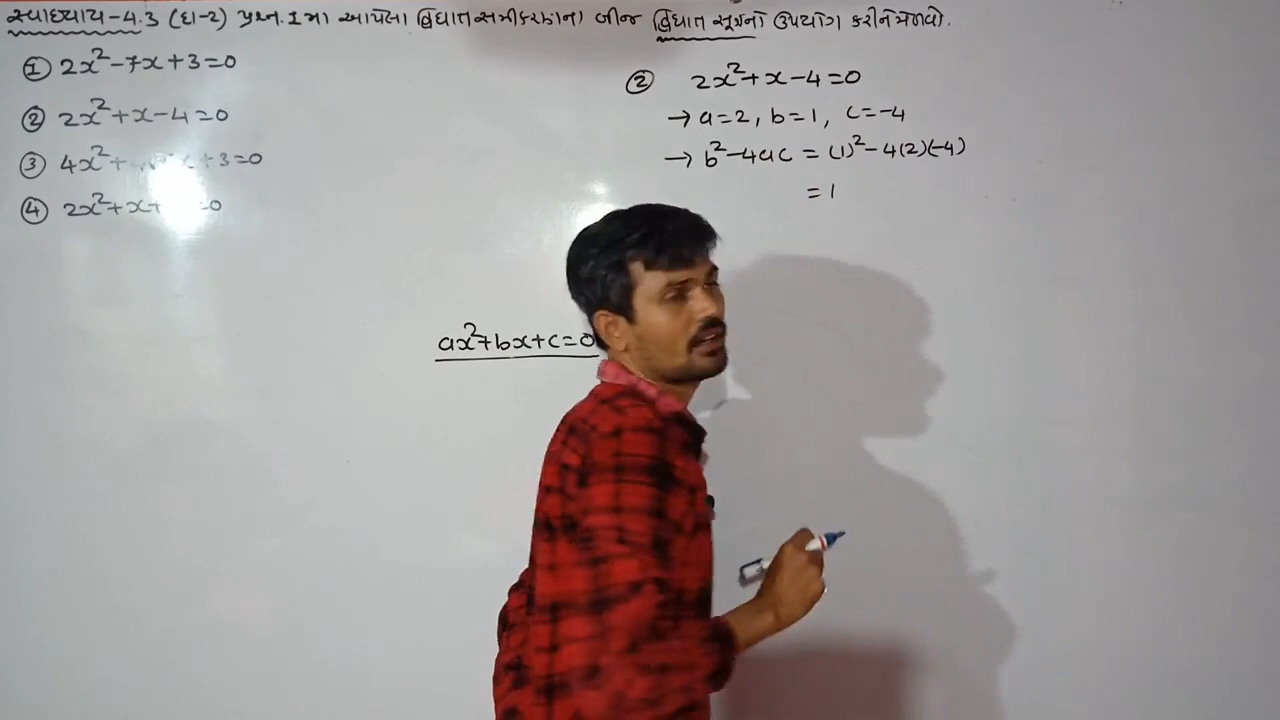 સ્વાધ્યાય-4.3 (દા-2) પ્રશ્ન.1માં આપેલા દ્વિઘાત સમીકરણોના બીજ દ્વિઘાત સૂત્રનો ઉપયોગ કરીને મેળવો.
① 2x²-7x+3=0
② 2x²+x-4=0
③ 4x²+ +3=0
④ 2x²+x+ =0
ax²+bx+c=0
② 2x²+x-4=0
→ a=2, b=1, c=-4
→ b²-4ac = (1)²-4(2)(-4)
= 1